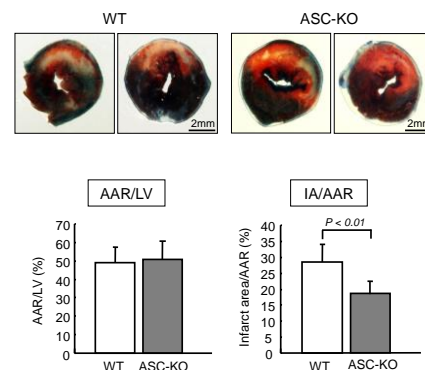 WT ASC-KO
2mm 2mm
AAR/LV IA/AAR
AAR/LV (%)
70
60
50
40
30
20
10
0
WT ASC-KO
Infarct area/AAR (%)
40
35
30
25
20
15
10
5
0
P < 0.01
WT ASC-KO